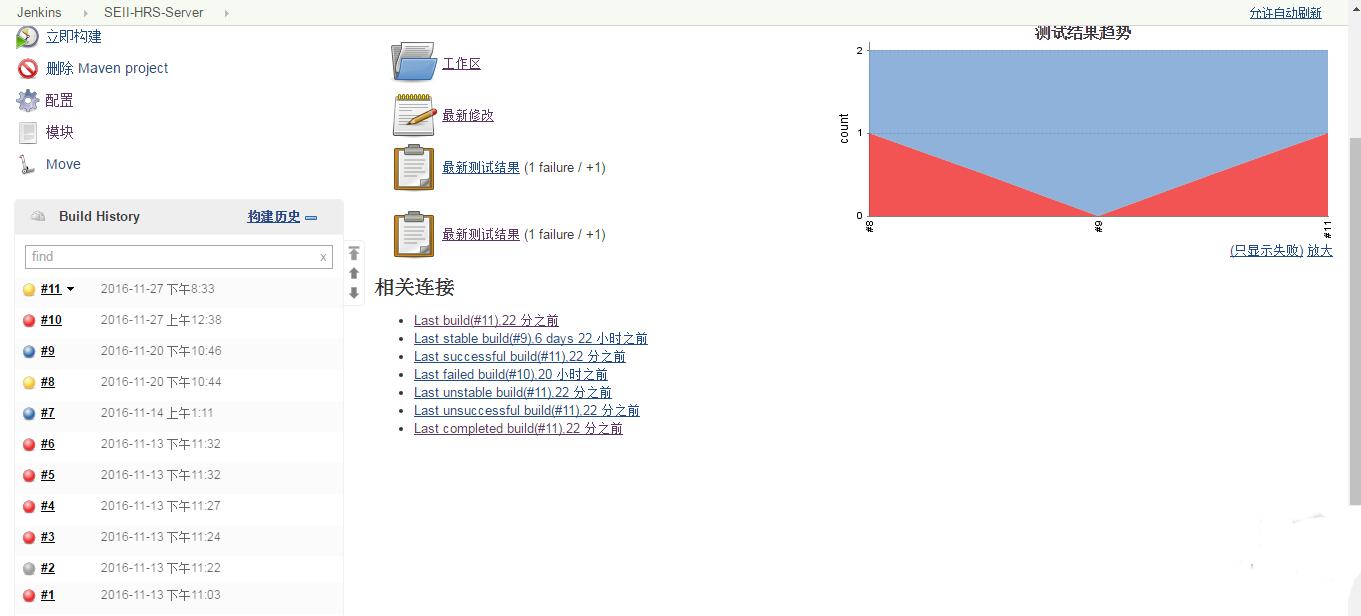 Jenkins SEII-HRS-Server 允许自动刷新
立即构建
删除 Maven project
配置
模块
Move
Build History 构建历史
find x
#11 2016-11-27 下午8:33
#10 2016-11-27 上午12:38
#9 2016-11-20 下午10:46
#8 2016-11-20 下午10:44
#7 2016-11-14 上午1:11
#6 2016-11-13 下午11:32
#5 2016-11-13 下午11:32
#4 2016-11-13 下午11:27
#3 2016-11-13 下午11:24
#2 2016-11-13 下午11:22
#1 2016-11-13 下午11:03
工作区
最新修改
最新测试结果 (1 failure / +1)
最新测试结果 (1 failure / +1)
相关连接
Last build(#11),22 分之前
Last stable build(#9),6 days 22 小时之前
Last successful build(#11),22 分之前
Last failed build(#10),20 小时之前
Last unstable build(#11),22 分之前
Last unsuccessful build(#11),22 分之前
Last completed build(#11),22 分之前
测试结果趋势
2
1
0
count
#8
#9
#11
(只显示失败) 放大